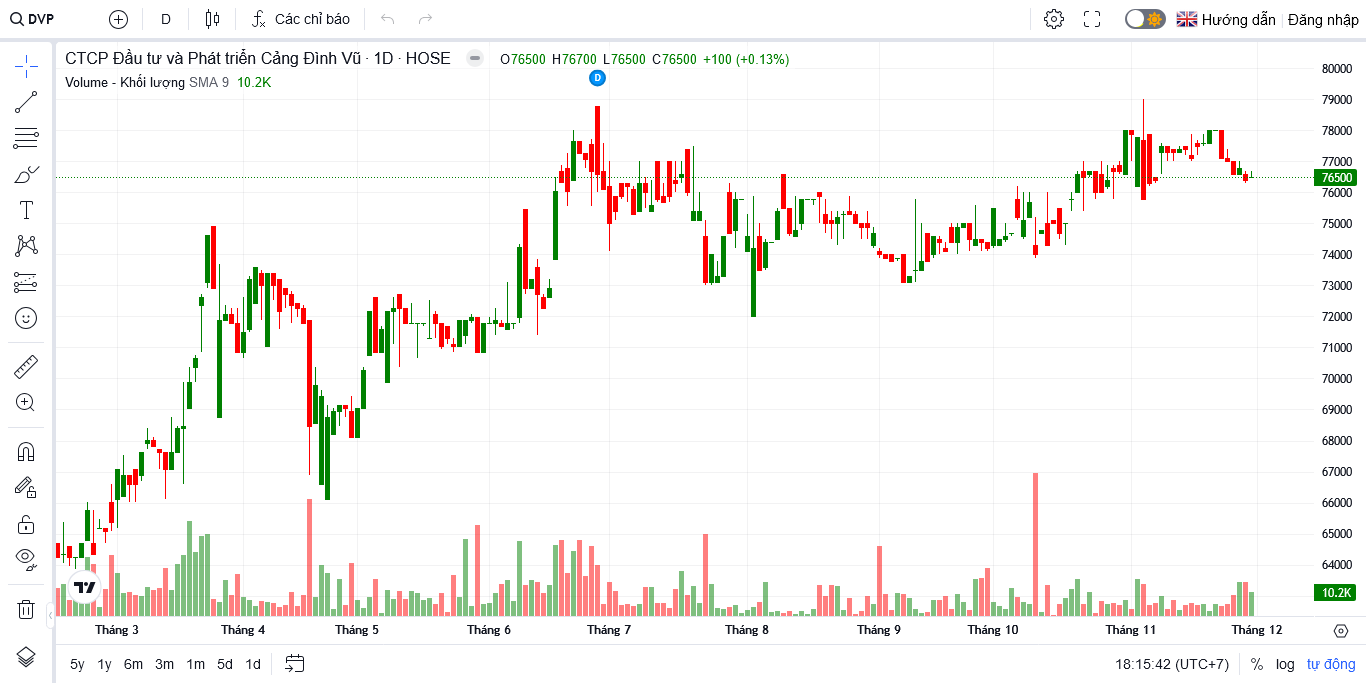 DVP D Các chỉ báo Hướng dẫn Đăng nhập
CTCP Đầu tư và Phát triển Cảng Đình Vũ · 1D · HOSE O76500 H76700 L76500 C76500 +100 (+0.13%)
Volume - Khối lượng SMA 9 10.2K
D
80000
79000
78000
77000
76500
76000
75000
74000
73000
72000
71000
70000
69000
68000
67000
66000
65000
64000
10.2K
Tháng 3 Tháng 4 Tháng 5 Tháng 6 Tháng 7 Tháng 8 Tháng 9 Tháng 10 Tháng 11 Tháng 12
5y 1y 6m 3m 1m 5d 1d 18:15:42 (UTC+7) % log tự động